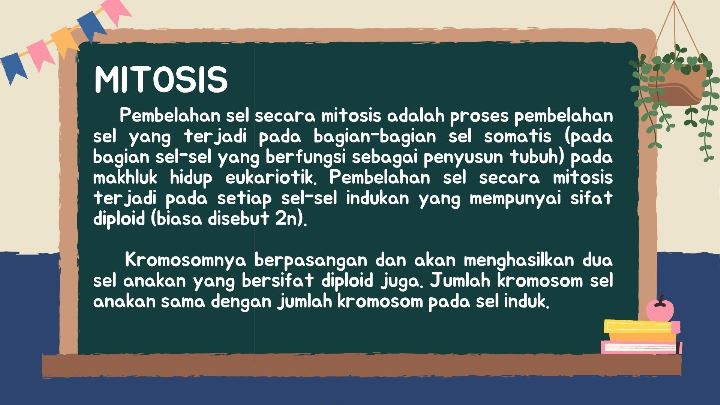 MITOSIS
Pembelahan sel secara mitosis adalah proses pembelahan
sel yang terjadi pada bagian-bagian sel somatis (pada
bagian sel-sel yang berfungsi sebagai penyusun tubuh) pada
makhluk hidup eukariotik. Pembelahan sel secara mitosis
terjadi pada setiap sel-sel indukan yang mempunyai sifat
diploid (biasa disebut 2n).
Kromosomnya berpasangan dan akan menghasilkan dua
sel anakan yang bersifat diploid juga. Jumlah kromosom sel
anakan sama dengan jumlah kromosom pada sel induk.